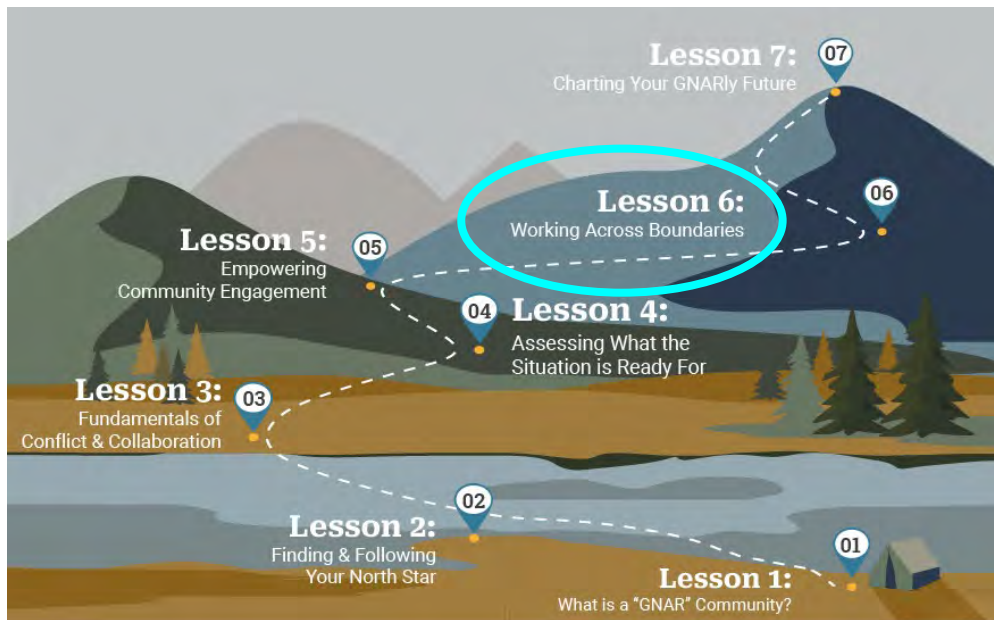 Lesson 7:
Charting Your GNARly Future
07
Lesson 6:
Working Across Boundaries
06
Lesson 5:
Empowering
Community Engagement
05
04
Lesson 4:
Assessing What the
Situation is Ready For
Lesson 3:
Fundamentals of
Conflict & Collaboration
03
02
Lesson 2:
Finding & Following
Your North Star
01
Lesson 1:
What is a "GNAR" Community?